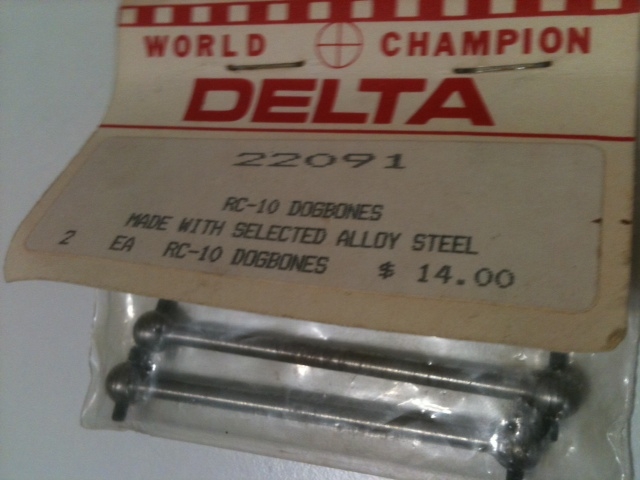 WORLD CHAMPION
DELTA
22091
RC-10 DOGBONES
MADE WITH SELECTED ALLOY STEEL
2 EA RC-10 DOGBONES $ 14.00